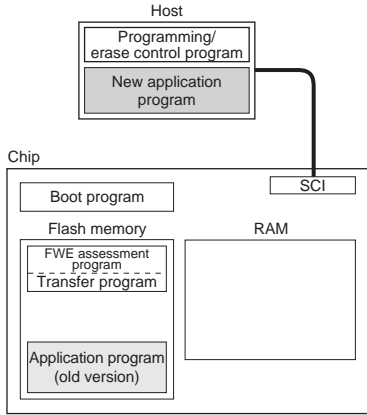 Host
Programming/
erase control program
New application
program
Chip
SCI
Boot program
Flash memory
RAM
FWE assessment
program
Transfer program
Application program
(old version)